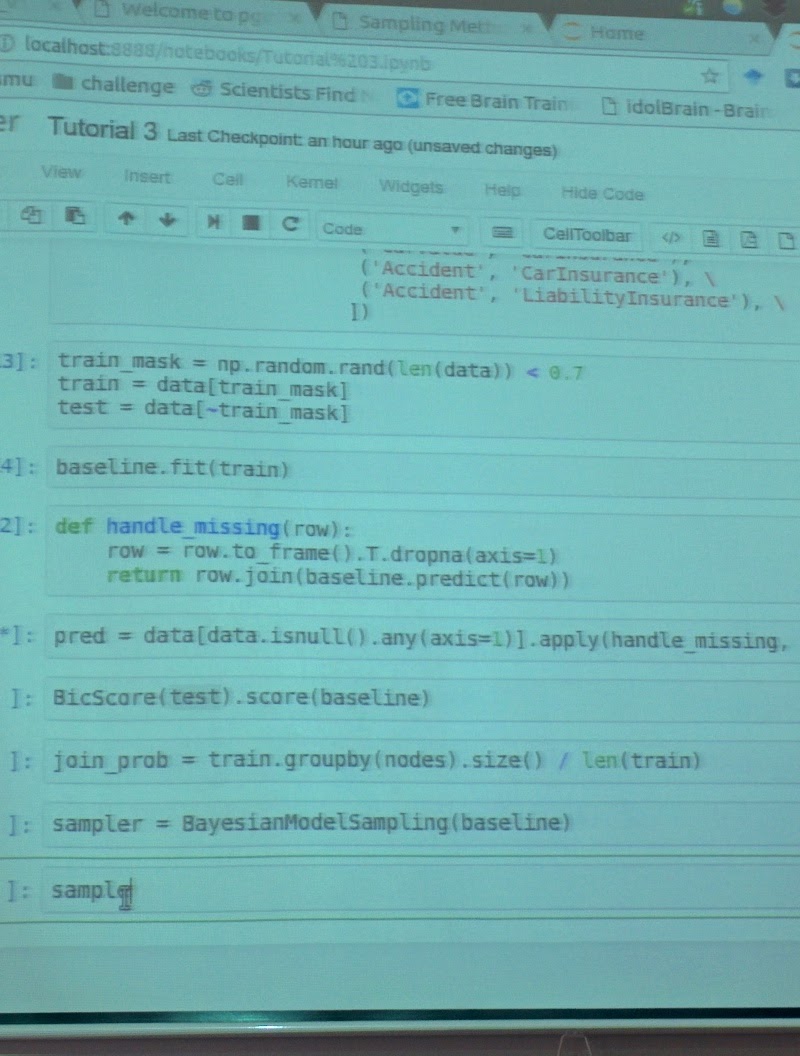 Welcome to pg
Sampling Meth
Home
localhost:8888/notebooks/Tutorial%203.ipynb
mu
challenge
Scientists Find N
Free Brain Train
idolBrain - Brain
er Tutorial 3 Last Checkpoint: an hour ago (unsaved changes)
View Insert Cell Kernel Widgets Help Hide Code
Code CellToolbar </>
('Accident', 'CarInsurance'), \
('Accident', 'LiabilityInsurance'), \
])
3]: train_mask = np.random.rand(len(data)) < 0.7
train = data[train_mask]
test = data[~train_mask]
4]: baseline.fit(train)
2]: def handle_missing(row):
row = row.to_frame().T.dropna(axis=1)
return row.join(baseline.predict(row))
*]: pred = data[data.isnull().any(axis=1)].apply(handle_missing,
]: BicScore(test).score(baseline)
]: join_prob = train.groupby(nodes).size() / len(train)
]: sampler = BayesianModelSampling(baseline)
]: sample